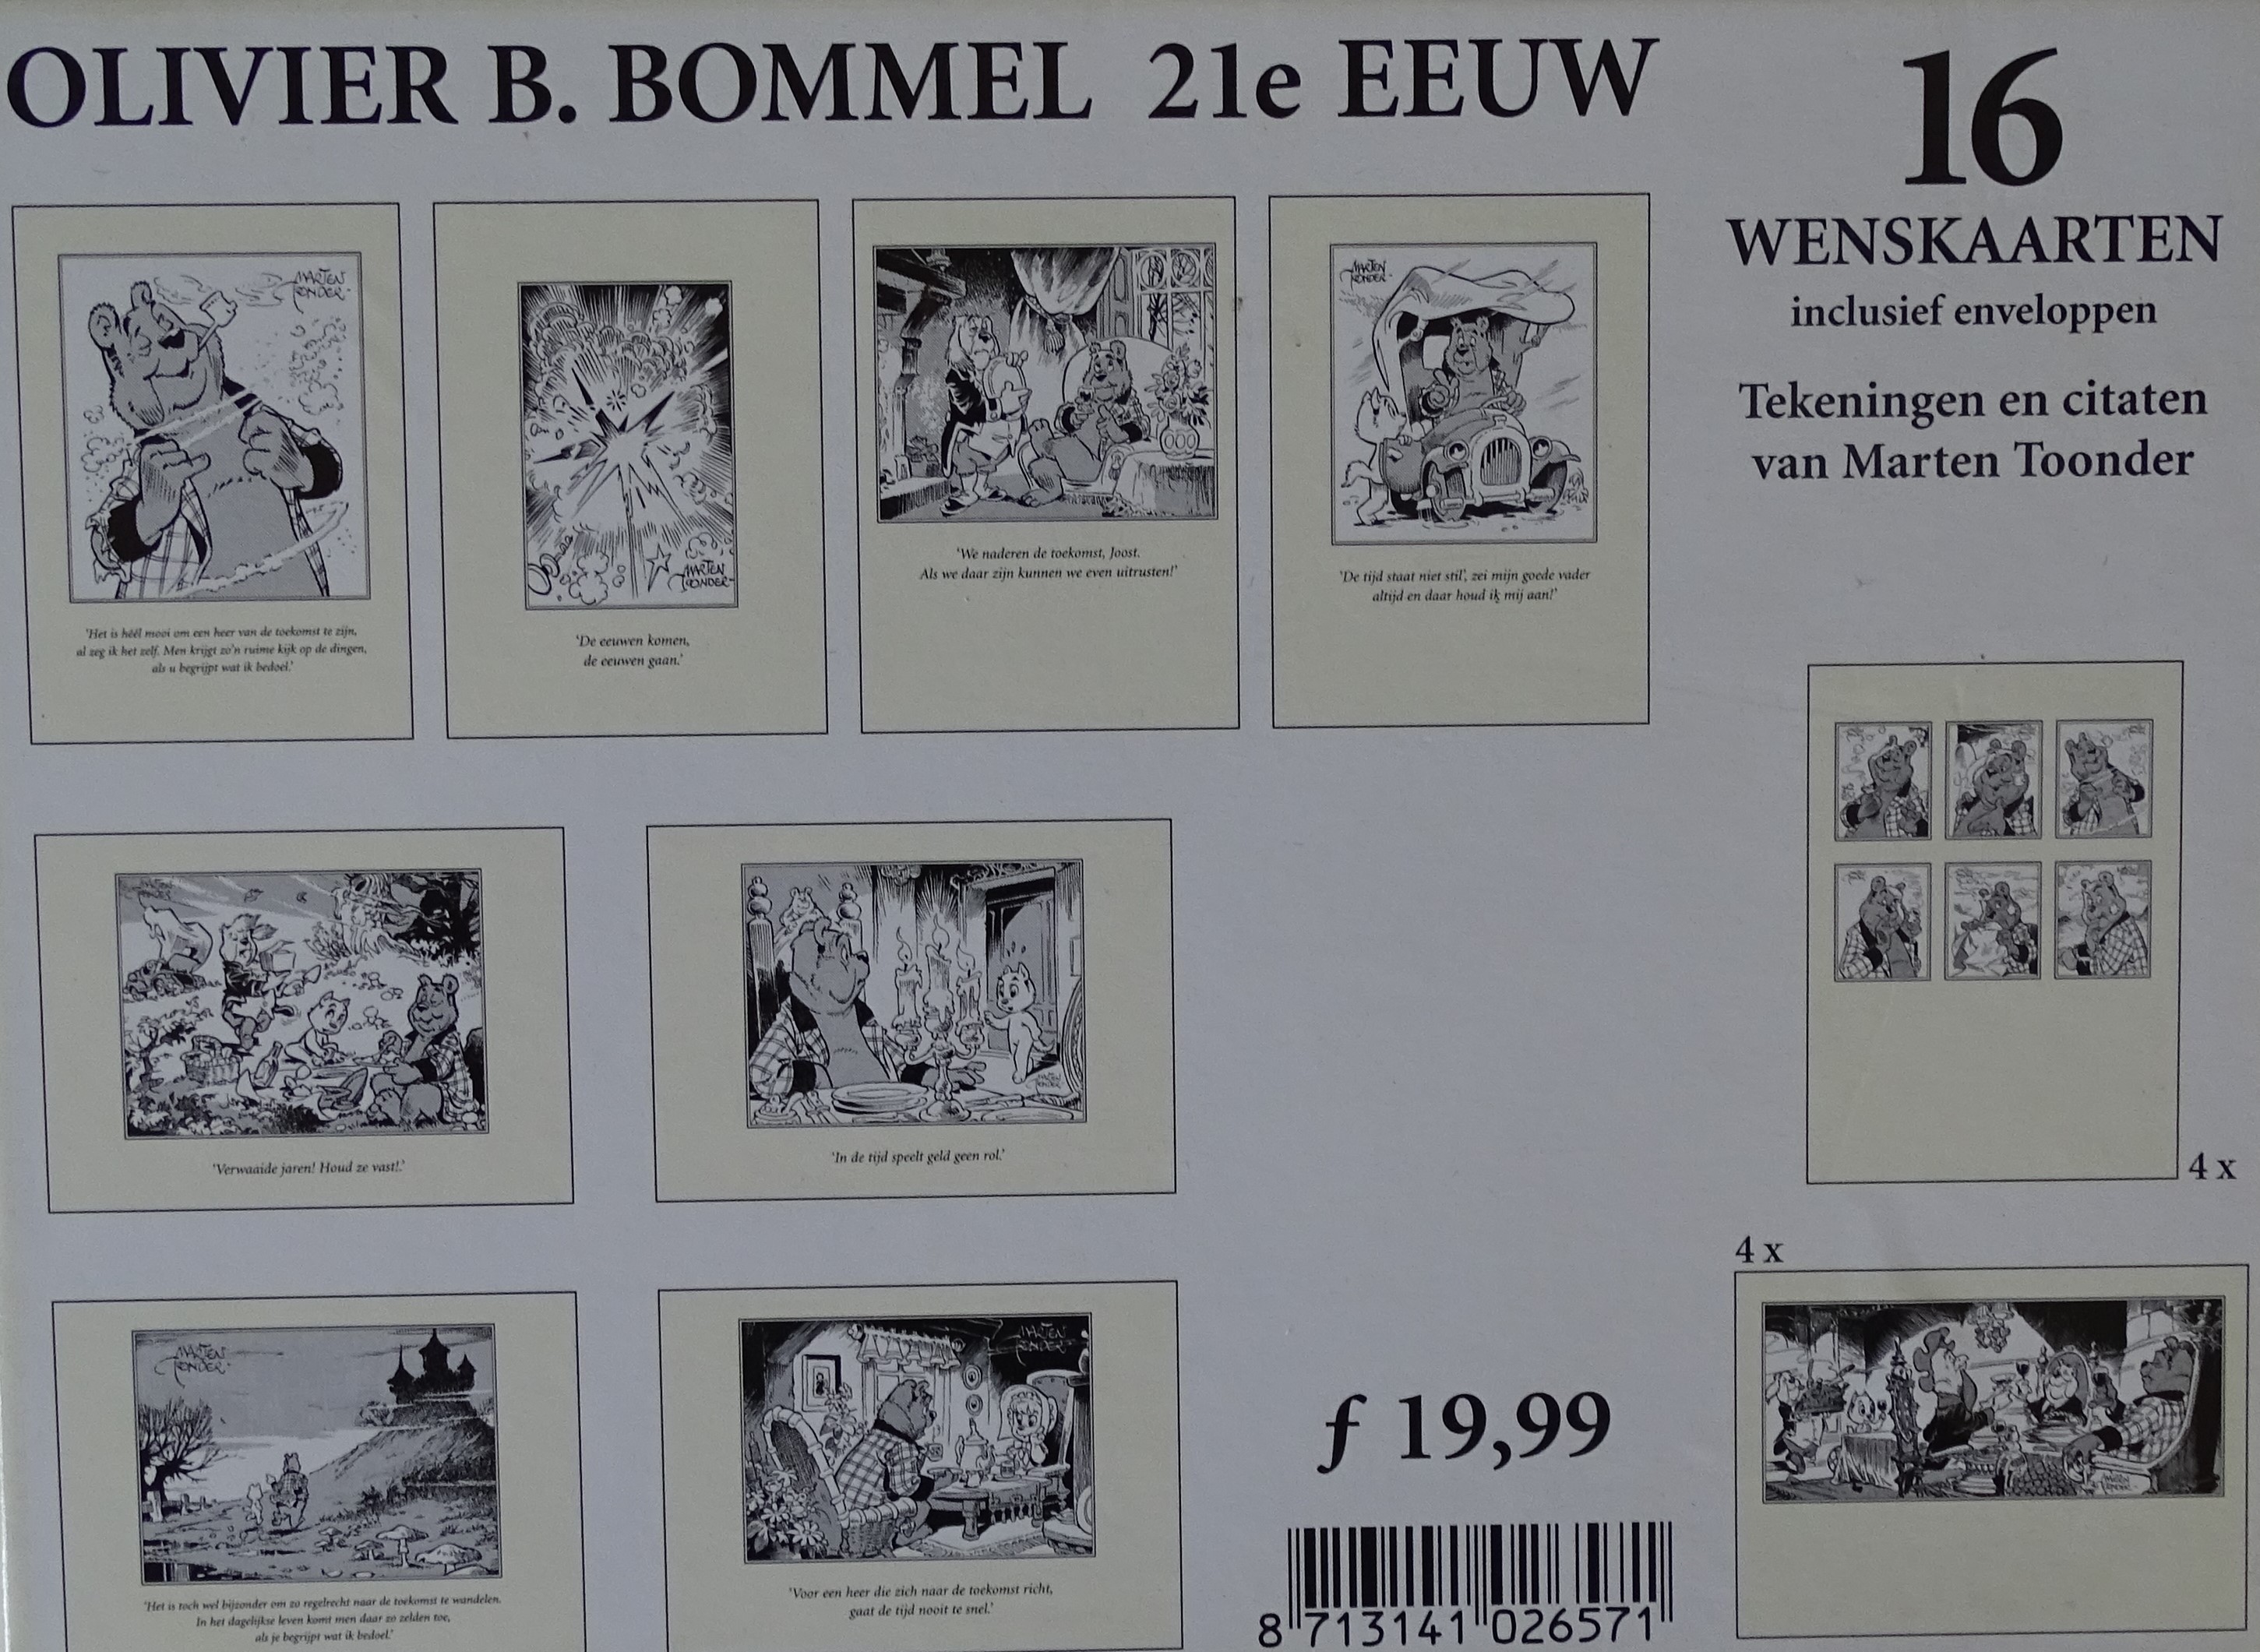 OLIVIER B. BOMMEL 21e EEUW
16
WENSKAARTEN
inclusief enveloppen
Tekeningen en citaten
van Marten Toonder
MARTEN
TOONDER
'Het is héél mooi om een heer van de toekomst te zijn,
al zeg ik het zelf. Men krijgt zo'n ruime kijk op de dingen,
als u begrijpt wat ik bedoel.'
MARTEN
TOONDER
'De eeuwen komen,
de eeuwen gaan.'
'We naderen de toekomst, Joost.
Als we daar zijn kunnen we even uitrusten!'
MARTEN
TOONDER
'De tijd staat niet stil', zei mijn goede vader
altijd en daar houd ik mij aan!'
'Verwaaide jaren! Houd ze vast!.'
MARTEN
TOONDER
'In de tijd speelt geld geen rol.'
4 x
4 x
MARTEN
TOONDER
'Het is toch wel bijzonder om zo regelrecht naar de toekomst te wandelen.
In het dagelijkse leven komt men daar zo zelden toe,
als je begrijpt wat ik bedoel.'
MARTEN
TOONDER
'Voor een heer die zich naar de toekomst richt,
gaat de tijd nooit te snel.'
MARTEN
TOONDER
f 19,99
8 713141 026571